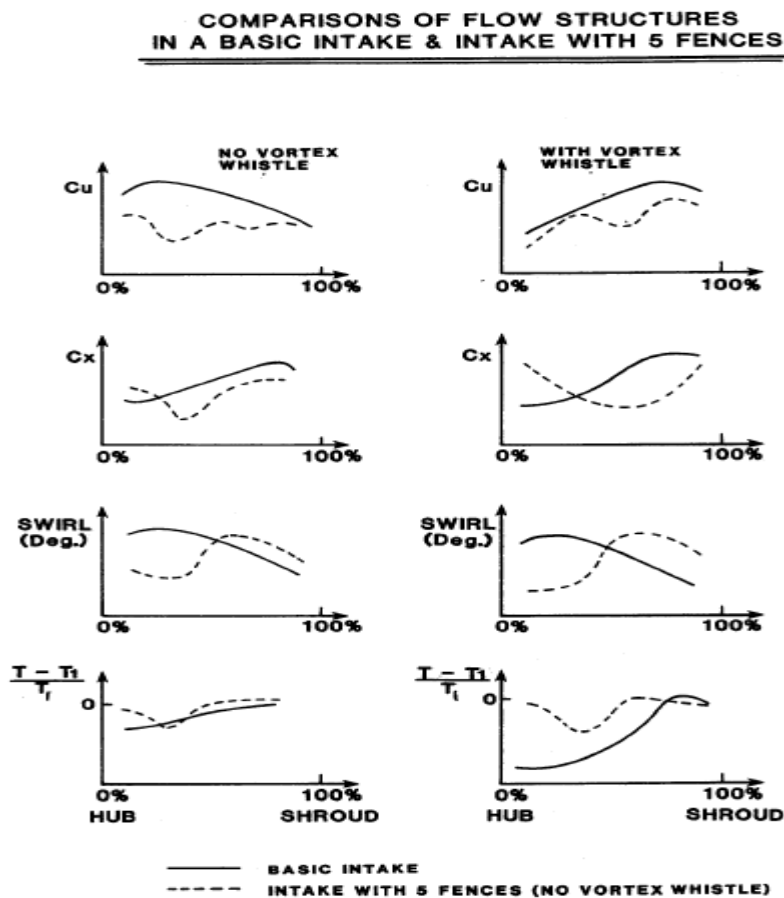 COMPARISONS OF FLOW STRUCTURES
IN A BASIC INTAKE & INTAKE WITH 5 FENCES
NO VORTEX
WHISTLE
Cu
0% 100%
WITH VORTEX
WHISTLE
Cu
0% 100%
Cx
0% 100%
Cx
0% 100%
SWIRL
(Deg.)
0% 100%
SWIRL
(Deg.)
0% 100%
T - T1
0
0% 100%
HUB SHROUD
T - T1
0
0% 100%
HUB SHROUD
BASIC INTAKE
INTAKE WITH 5 FENCES (NO VORTEX WHISTLE)